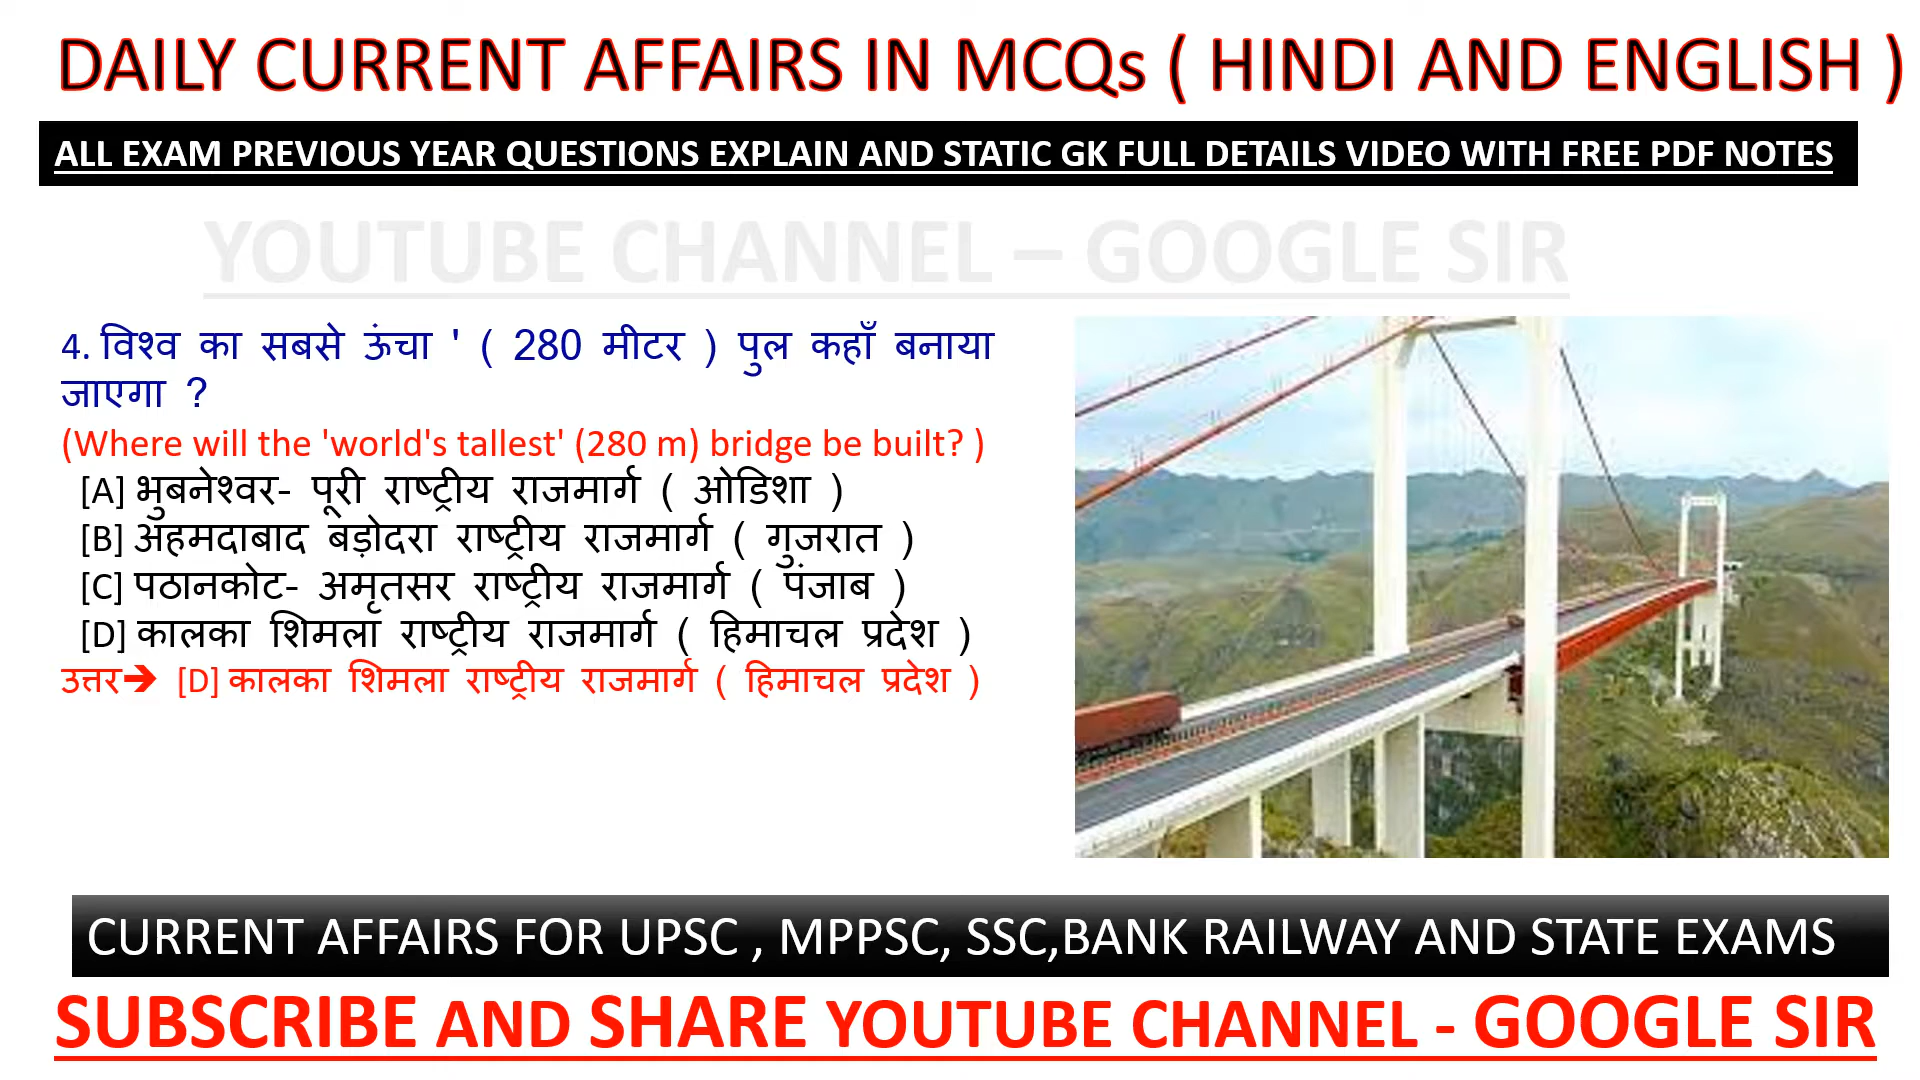 DAILY CURRENT AFFAIRS IN MCQs ( HINDI AND ENGLISH )
ALL EXAM PREVIOUS YEAR QUESTIONS EXPLAIN AND STATIC GK FULL DETAILS VIDEO WITH FREE PDF NOTES
YOUTUBE CHANNEL – GOOGLE SIR
4. विश्व का सबसे ऊंचा ' ( 280 मीटर ) पुल कहाँ बनाया
जाएगा ?
(Where will the 'world's tallest' (280 m) bridge be built? )
[A] भुबनेश्वर- पूरी राष्ट्रीय राजमार्ग ( ओडिशा )
[B] अहमदाबाद बड़ोदरा राष्ट्रीय राजमार्ग ( गुजरात )
[C] पठानकोट- अमृतसर राष्ट्रीय राजमार्ग ( पंजाब )
[D] कालका शिमला राष्ट्रीय राजमार्ग ( हिमाचल प्रदेश )
उत्तर➔ [D] कालका शिमला राष्ट्रीय राजमार्ग ( हिमाचल प्रदेश )
CURRENT AFFAIRS FOR UPSC , MPPSC, SSC,BANK RAILWAY AND STATE EXAMS
SUBSCRIBE AND SHARE YOUTUBE CHANNEL - GOOGLE SIR